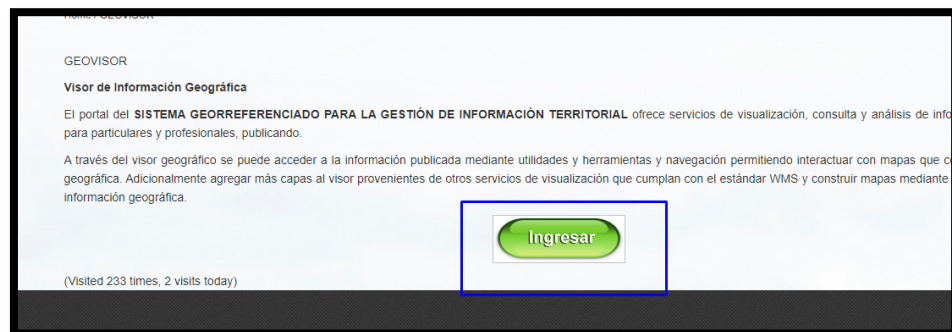 Home / GEOVISOR
GEOVISOR
Visor de Información Geográfica
El portal del SISTEMA GEORREFERENCIADO PARA LA GESTIÓN DE INFORMACIÓN TERRITORIAL ofrece servicios de visualización, consulta y análisis de info
para particulares y profesionales, publicando.
A través del visor geográfico se puede acceder a la información publicada mediante utilidades y herramientas y navegación permitiendo interactuar con mapas que c
geográfica. Adicionalmente agregar más capas al visor provenientes de otros servicios de visualización que cumplan con el estándar WMS y construir mapas mediante
información geográfica.
Ingresar
(Visited 233 times, 2 visits today)